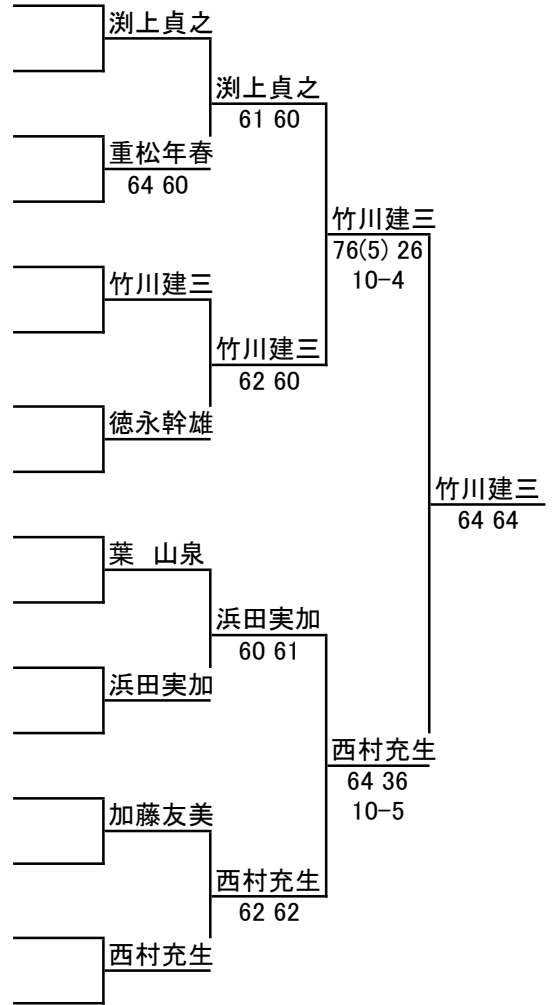 渕上貞之
渕上貞之
61 60
重松年春
64 60
竹川建三
76(5) 26
10-4
竹川建三
竹川建三
62 60
徳永幹雄
竹川建三
64 64
葉 山泉
浜田実加
60 61
浜田実加
西村充生
64 36
10-5
加藤友美
西村充生
62 62
西村充生